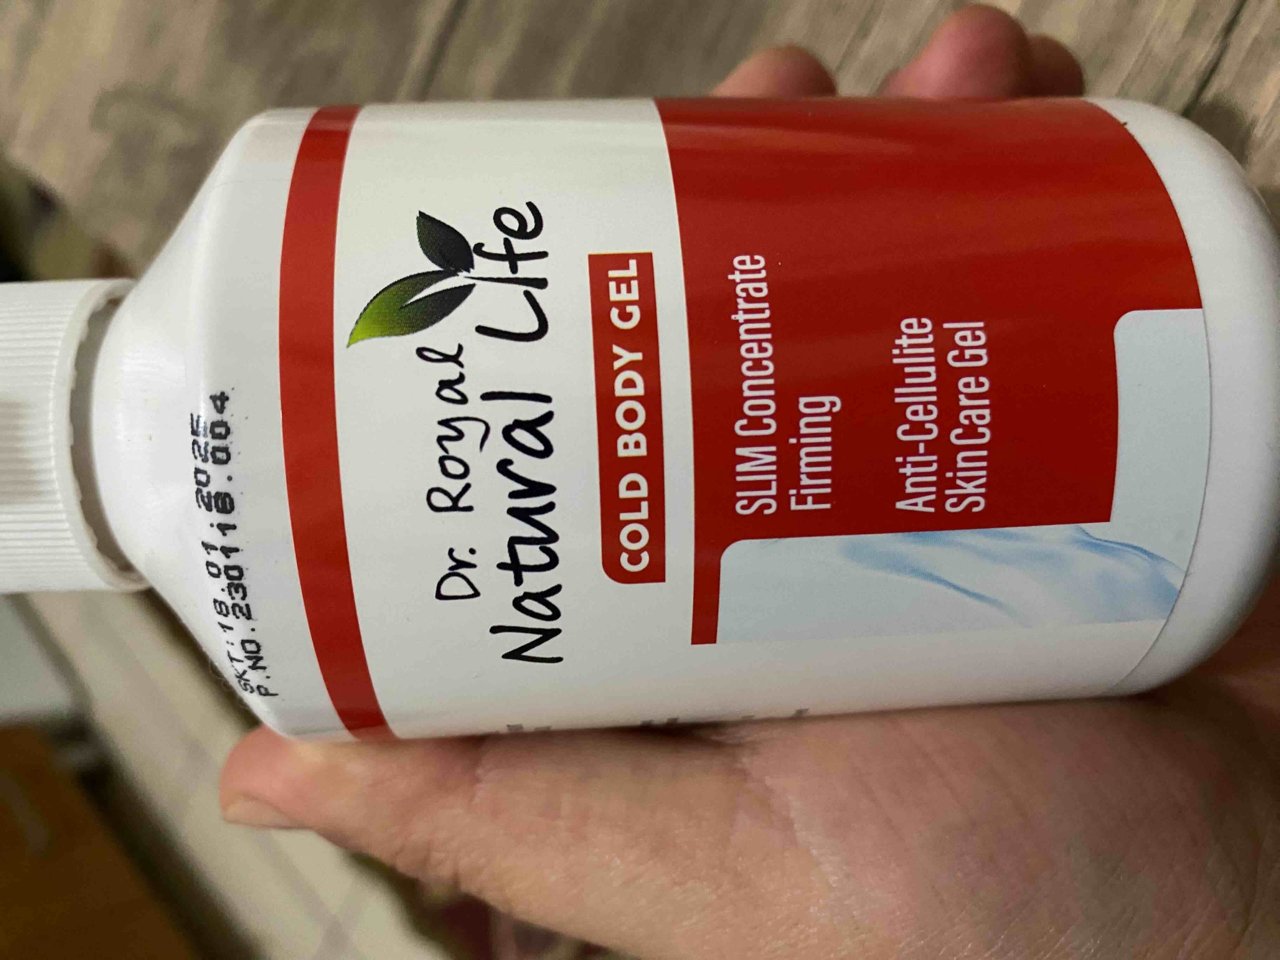 SKT:18.01.2025
P.NO.230118.004
Dr. Royal
Natural Life
COLD BODY GEL
SLIM Concentrate
Firming
Anti-Cellulite
Skin Care Gel